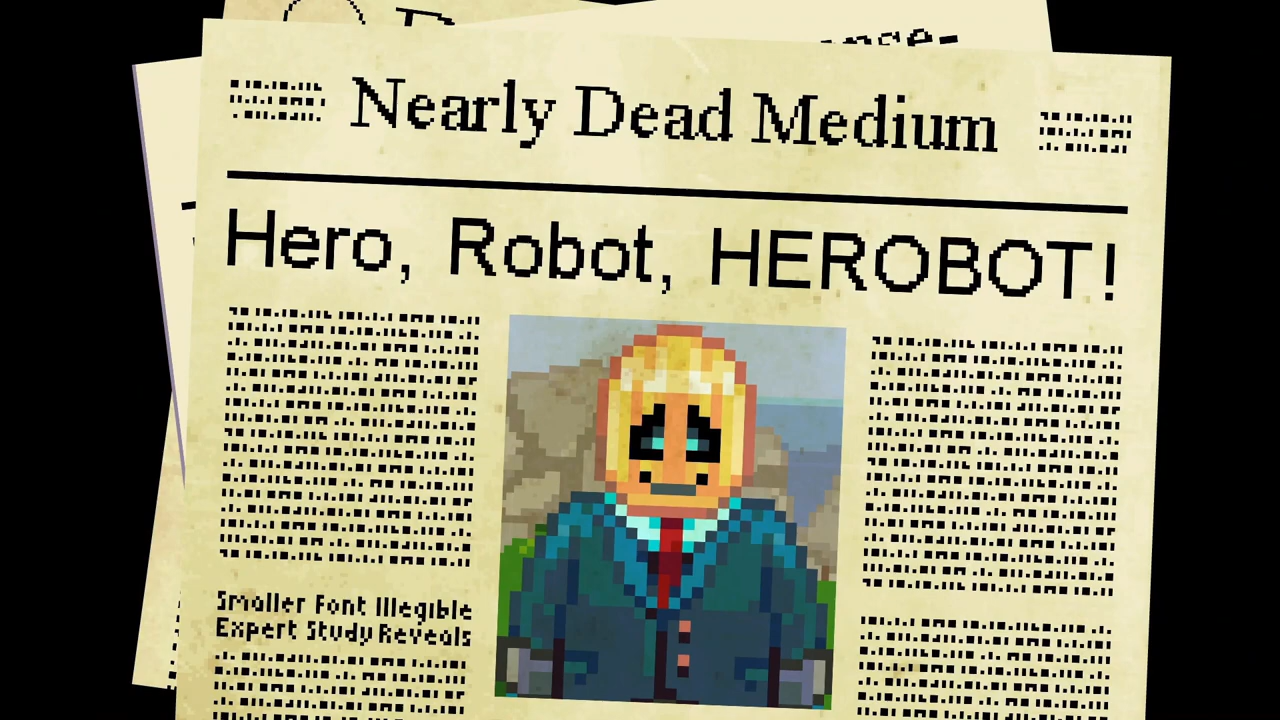 Nearly Dead Medium
Hero, Robot, HEROBOT!
Smaller Font Illegible
Expert Study Reveals